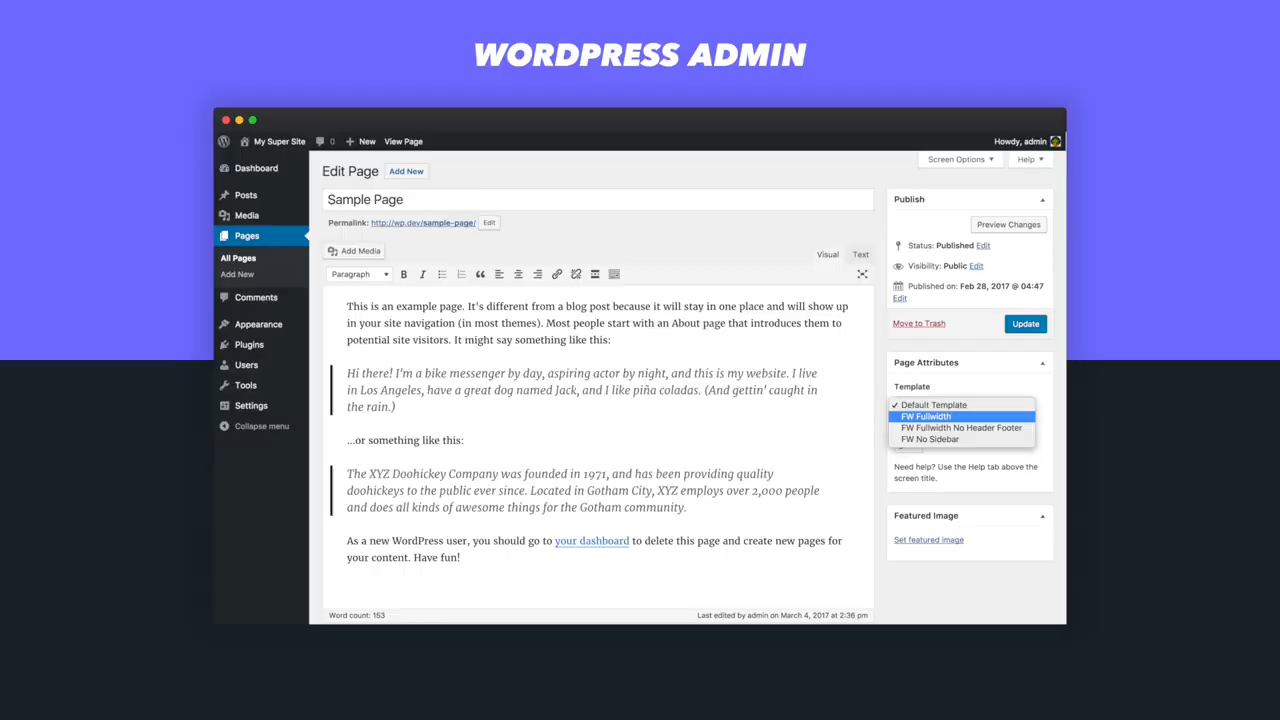 WORDPRESS ADMIN
My Super Site 0 New View Page Howdy, admin
Dashboard
Posts
Media
Pages
All Pages
Add New
Comments
Appearance
Plugins
Users
Tools
Settings
Collapse menu
Screen Options Help
Edit Page Add New
Sample Page
Permalink: http://wp.dev/sample-page/ Edit
Add Media
Visual Text
Paragraph B I
This is an example page. It's different from a blog post because it will stay in one place and will show up
in your site navigation (in most themes). Most people start with an About page that introduces them to
potential site visitors. It might say something like this:
Hi there! I'm a bike messenger by day, aspiring actor by night, and this is my website. I live
in Los Angeles, have a great dog named Jack, and I like piña coladas. (And gettin' caught in
the rain.)
...or something like this:
The XYZ Doohickey Company was founded in 1971, and has been providing quality
doohickeys to the public ever since. Located in Gotham City, XYZ employs over 2,000 people
and does all kinds of awesome things for the Gotham community.
As a new WordPress user, you should go to your dashboard to delete this page and create new pages for
your content. Have fun!
Word count: 153 Last edited by admin on March 4, 2017 at 2:36 pm
Publish
Preview Changes
Status: Published Edit
Visibility: Public Edit
Published on: Feb 28, 2017 @ 04:47
Edit
Move to Trash Update
Page Attributes
Template
✓ Default Template
FW Fullwidth
FW Fullwidth No Header Footer
FW No Sidebar
Need help? Use the Help tab above the
screen title.
Featured Image
Set featured image